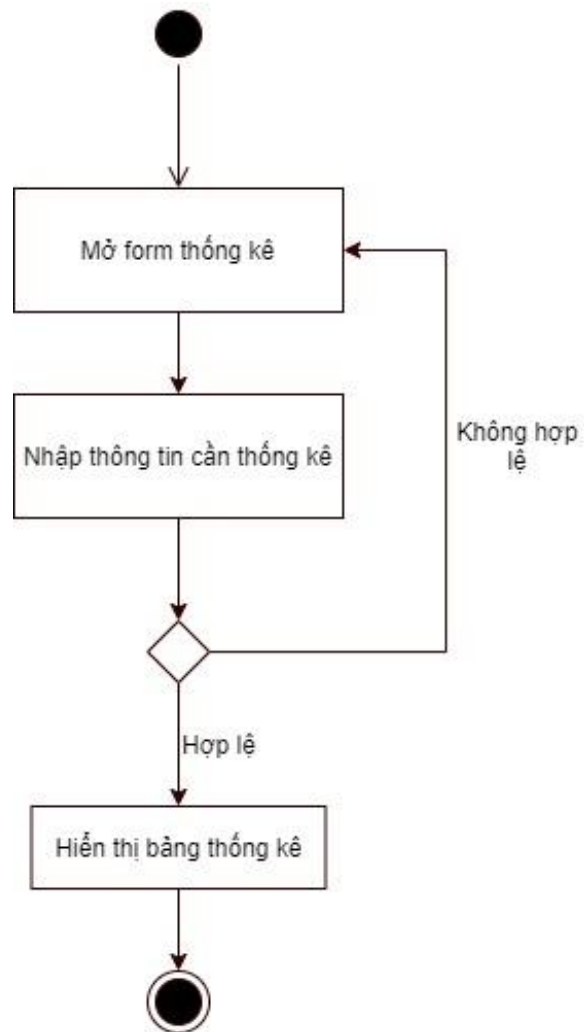 Mở form thống kê
Nhập thông tin cần thống kê
Không hợp
lệ
Hợp lệ
Hiển thị bảng thống kê